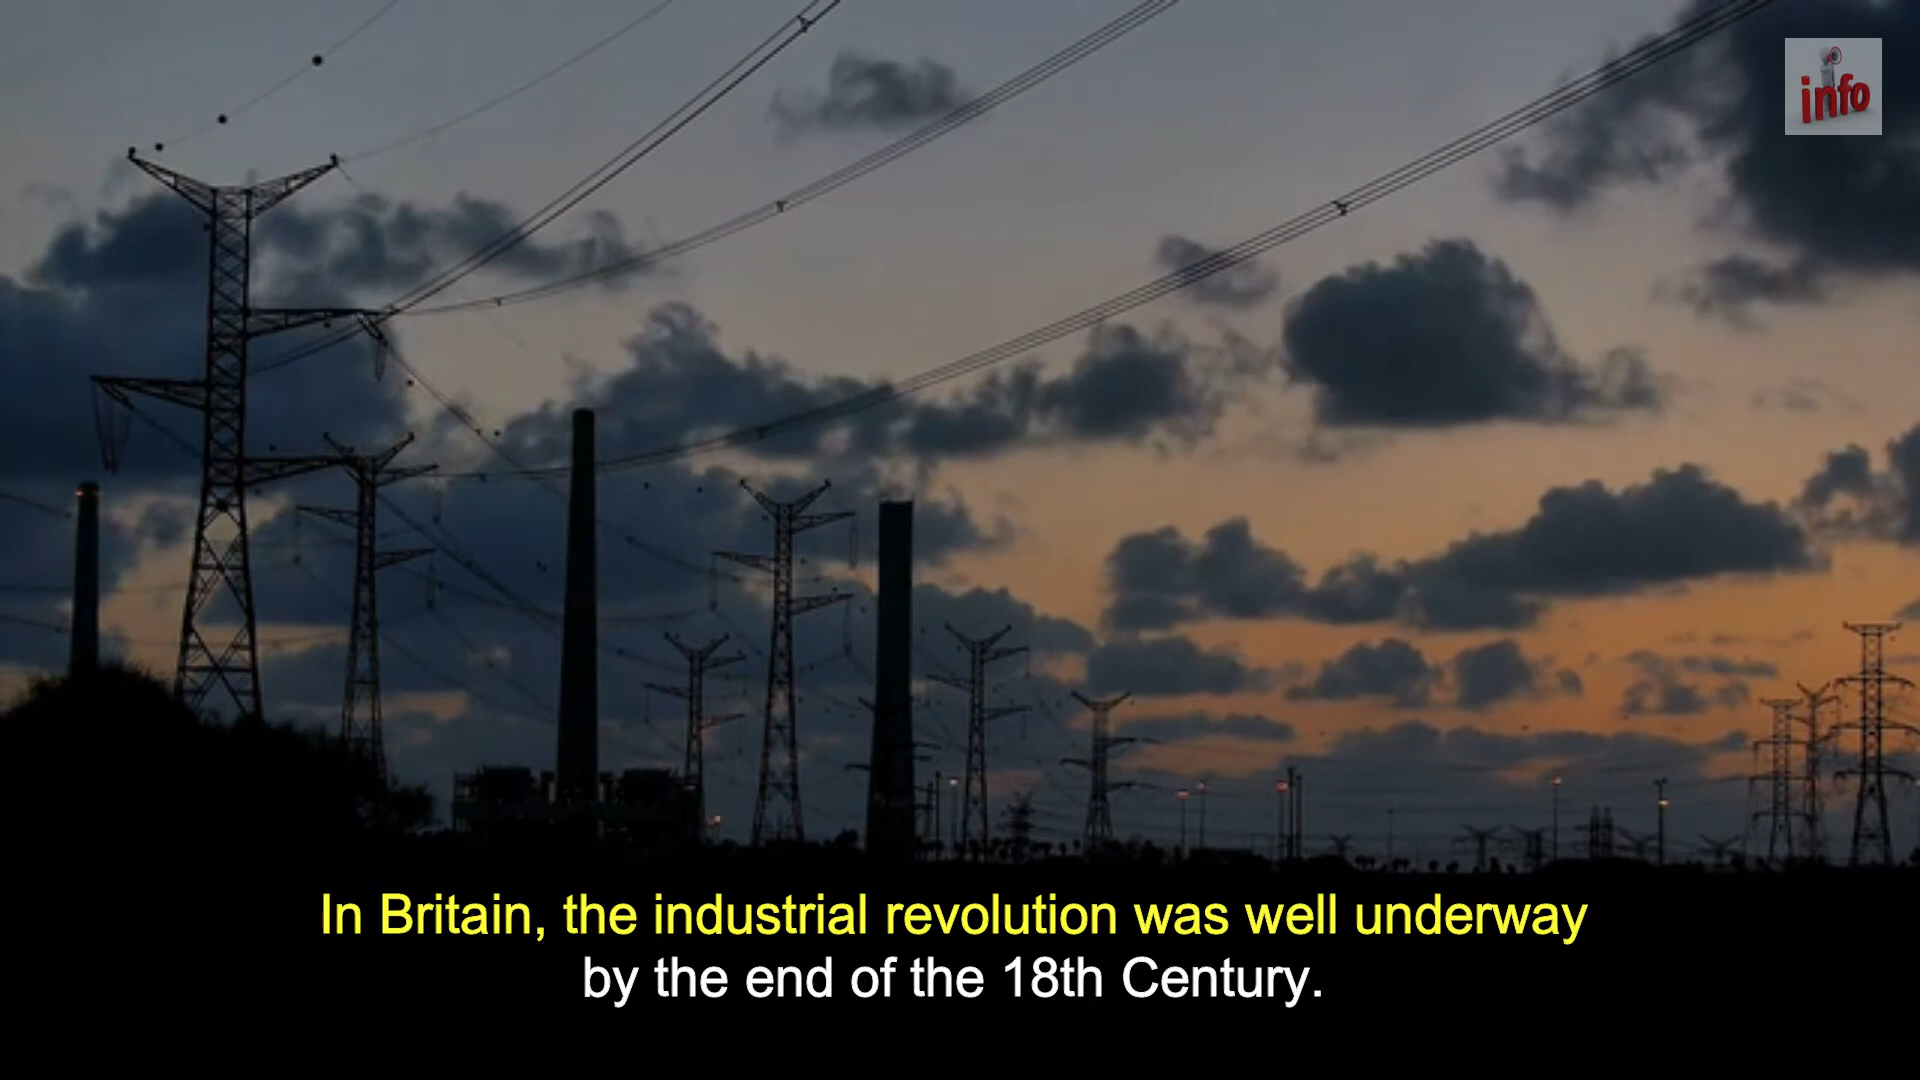 info
In Britain, the industrial revolution was well underway
by the end of the 18th Century.